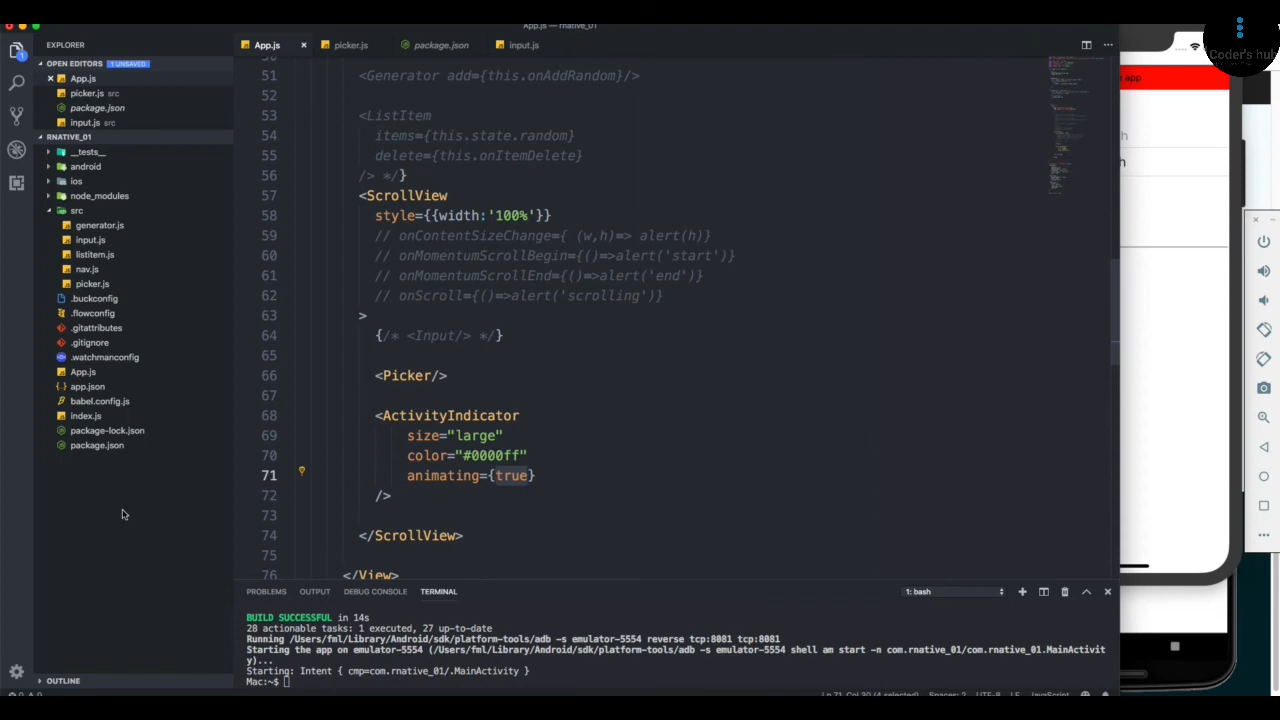 App.js — rnative_01
Coder's hub
EXPLORER
App.js
picker.js
package.json
input.js
OPEN EDITORS
1 UNSAVED
App.js
picker.js src
package.json
input.js src
RNATIVE_01
__tests__
android
ios
node_modules
src
generator.js
input.js
listitem.js
nav.js
picker.js
.buckconfig
.flowconfig
.gitattributes
.gitignore
.watchmanconfig
App.js
app.json
babel.config.js
index.js
package-lock.json
package.json
OUTLINE
51 <Generator add={this.onAddRandom}/>
52
53 <ListItem
54 items={this.state.random}
55 delete={this.onItemDelete}
56 /> */}
57 <ScrollView
58 style={{width:'100%'}}
59 // onContentSizeChange={ (w,h)=> alert(h)}
60 // onMomentumScrollBegin={()=>alert('start')}
61 // onMomentumScrollEnd={()=>alert('end')}
62 // onScroll={()=>alert('scrolling')}
63 >
64 {/* <Input/> */}
65
66 <Picker/>
67
68 <ActivityIndicator
69 size="large"
70 color="#0000ff"
71 animating={true}
72 />
73
74 </ScrollView>
75
76 </View>
PROBLEMS
OUTPUT
DEBUG CONSOLE
TERMINAL
1: bash
BUILD SUCCESSFUL in 14s
28 actionable tasks: 1 executed, 27 up-to-date
Running /Users/fml/Library/Android/sdk/platform-tools/adb -s emulator-5554 reverse tcp:8081 tcp:8081
Starting the app on emulator-5554 (/Users/fml/Library/Android/sdk/platform-tools/adb -s emulator-5554 shell am start -n com.rnative_01/com.rnative_01.MainActivit
y)...
Starting: Intent { cmp=com.rnative_01/.MainActivity }
Mac:~$
app
h
h